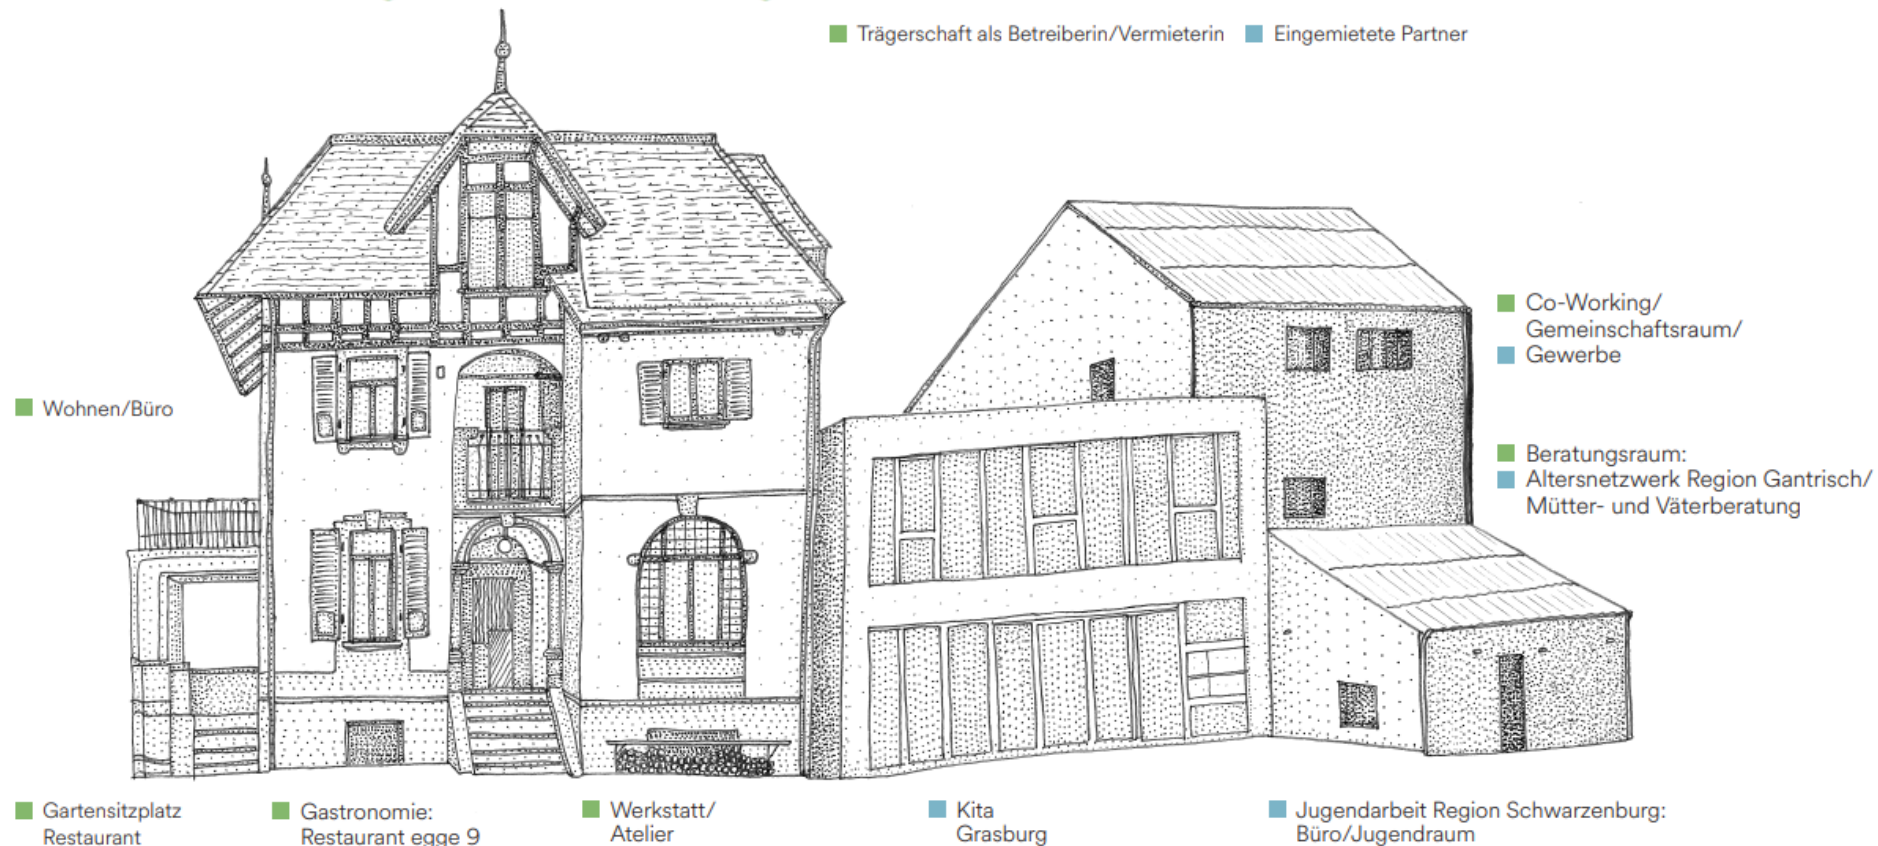 Trägerschaft als Betreiberin/Vermieterin
Eingemietete Partner
Co-Working/
Gemeinschaftsraum/
Gewerbe
Wohnen/Büro
Beratungsraum:
Altersnetzwerk Region Gantrisch/
Mütter- und Väterberatung
Gartensitzplatz
Restaurant
Gastronomie:
Restaurant egge 9
Werkstatt/
Atelier
Kita
Grasburg
Jugendarbeit Region Schwarzenburg:
Büro/Jugendraum